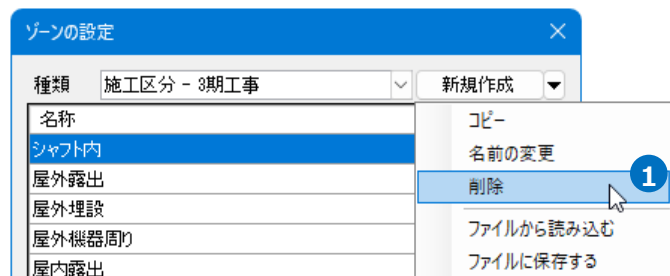 ゾーンの設定
種類 施工区分 - 3期工事 新規作成
名称
シャフト内
屋外露出
屋外埋設
屋外機器周り
屋内露出
コピー
名前の変更
削除
1
ファイルから読み込む
ファイルに保存する